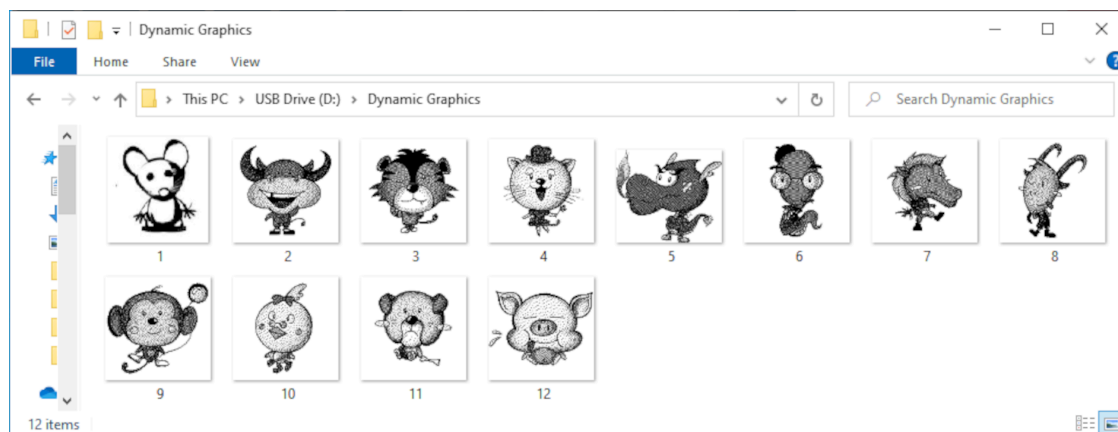 Dynamic Graphics
File Home Share View
This PC > USB Drive (D:) > Dynamic Graphics
Search Dynamic Graphics
1 2 3 4 5 6 7 8
9 10 11 12
12 items